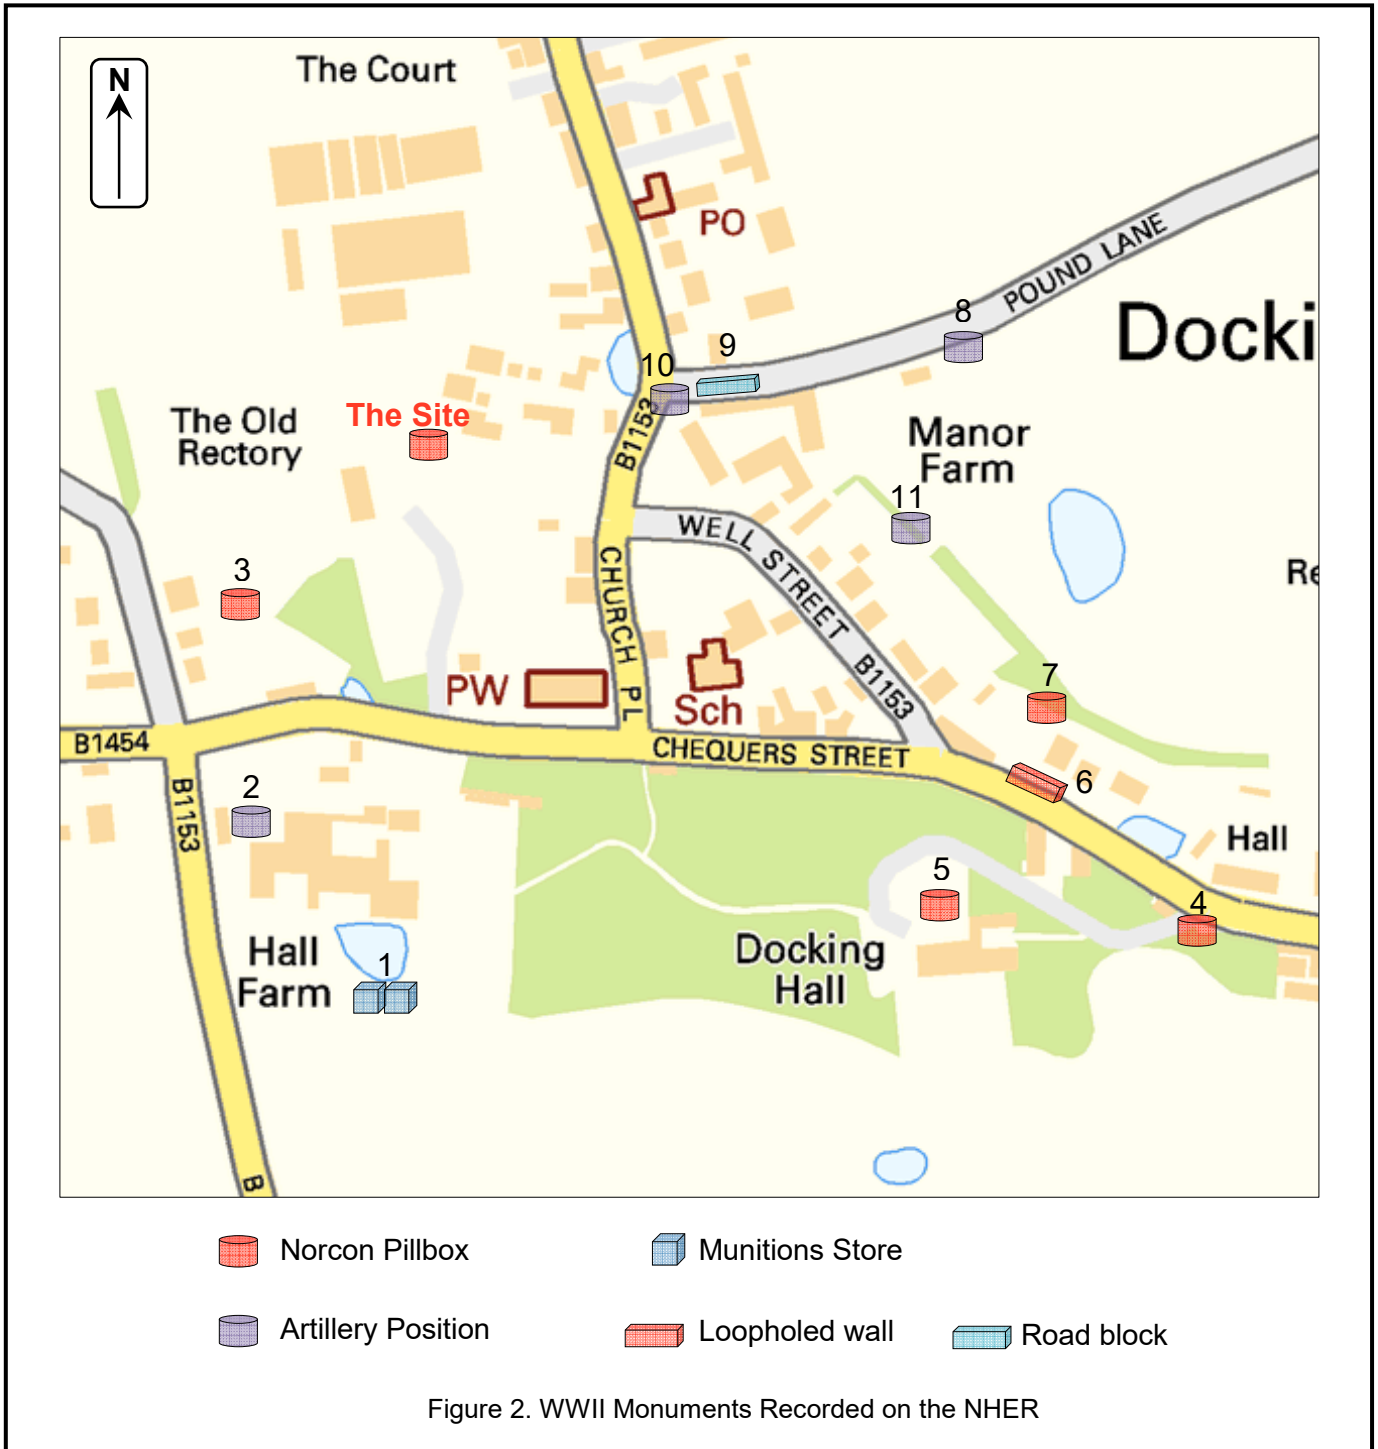 N
The Court
PO
POUND LANE
8
Docki
9
10
The Site
The Old
Rectory
B1153
Manor
Farm
11
WELL STREET B1153
3
CHURCH PL
Re
7
PW
Sch
B1454
CHEQUERS STREET
6
2
B1153
Hall
5
4
Hall
Farm
1
Docking
Hall
B
Norcon Pillbox
Munitions Store
Artillery Position
Loopholed wall
Road block
Figure 2. WWII Monuments Recorded on the NHER